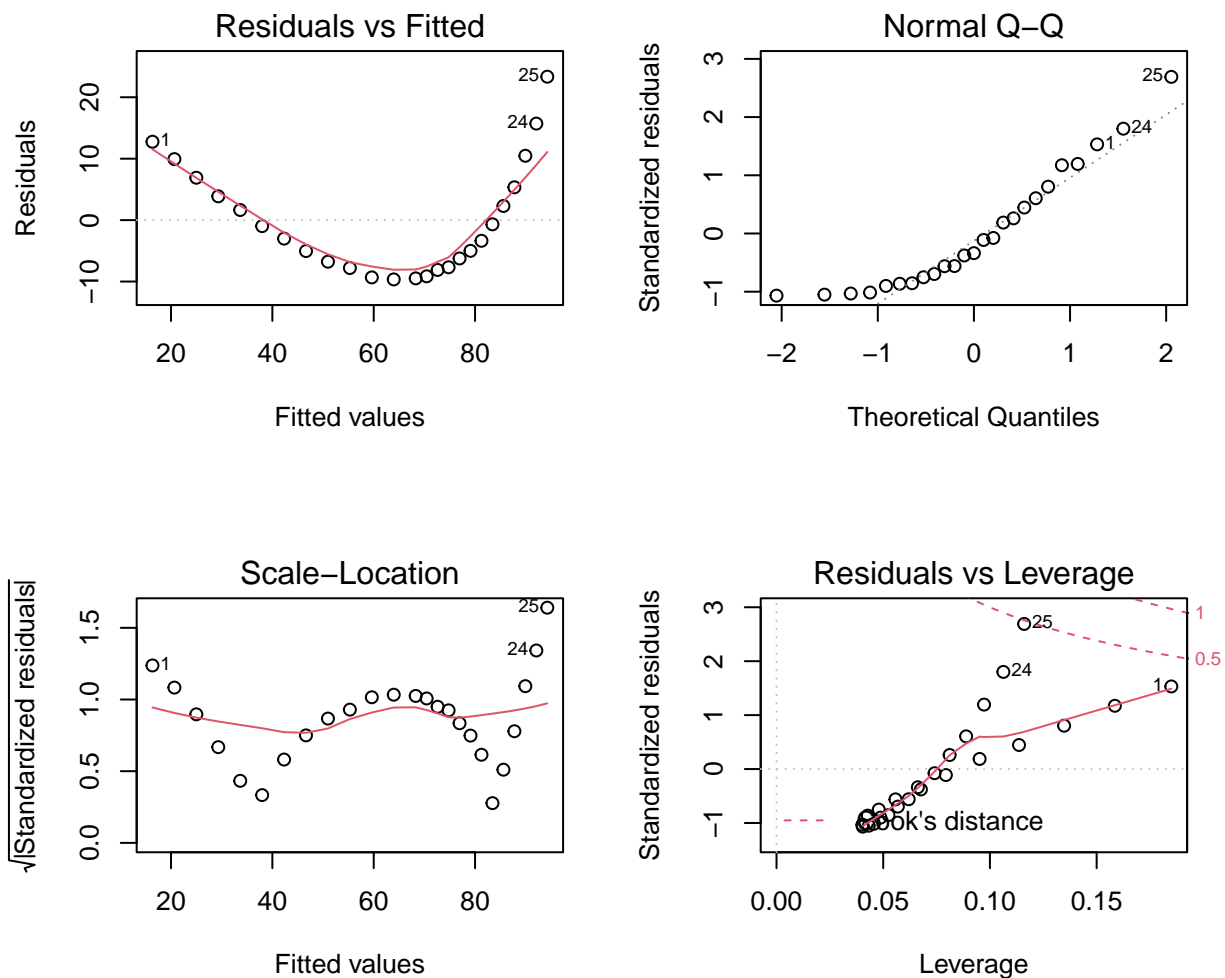 Residuals vs Fitted
Residuals
−10 0 10 20
20 40 60 80
Fitted values
1
24
25
Normal Q−Q
Standardized residuals
−1 0 1 2 3
−2 −1 0 1 2
Theoretical Quantiles
25
24
1
Scale−Location
√|Standardized residuals|
0.0 0.5 1.0 1.5
20 40 60 80
Fitted values
1
24
25
Residuals vs Leverage
Standardized residuals
−1 0 1 2 3
0.00 0.05 0.10 0.15
Leverage
ok's distance
25
24
1
1
0.5